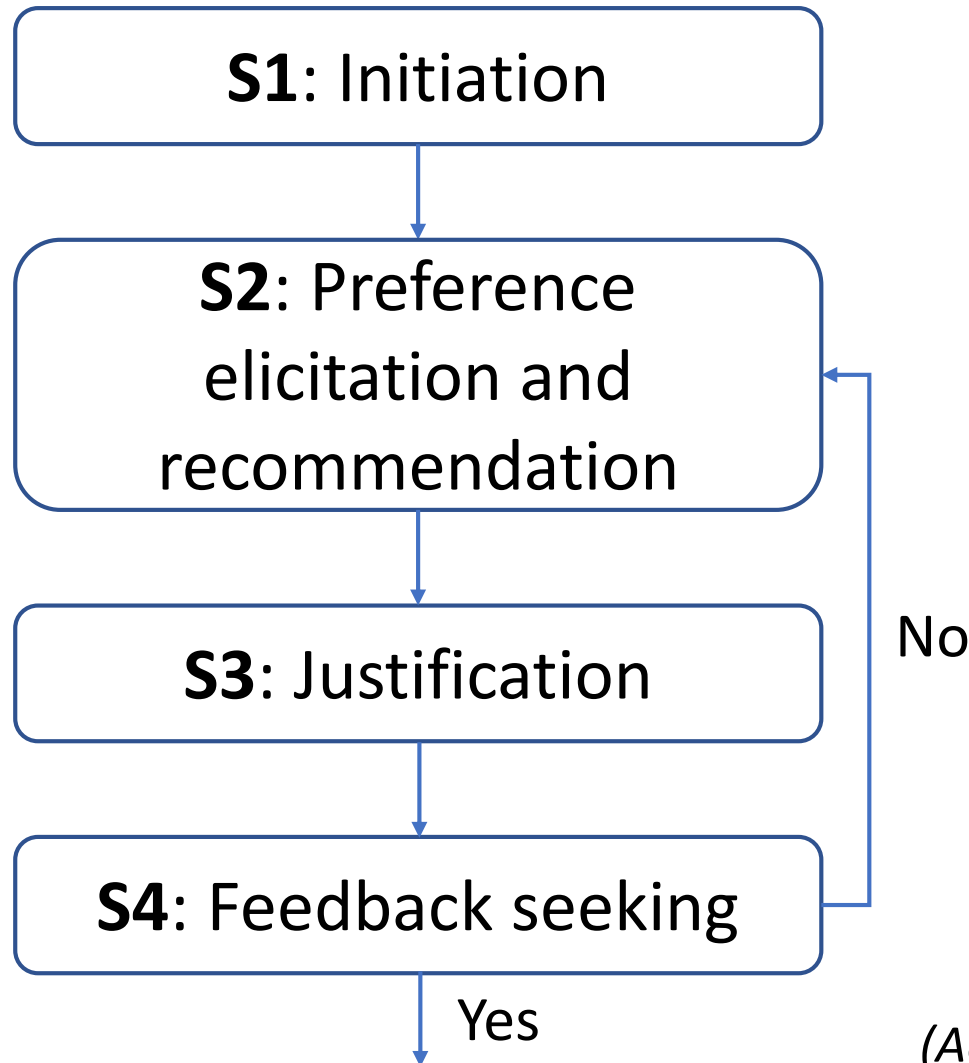 S1: Initiation
S2: Preference
elicitation and
recommendation
No
S3: Justification
S4: Feedback seeking
Yes